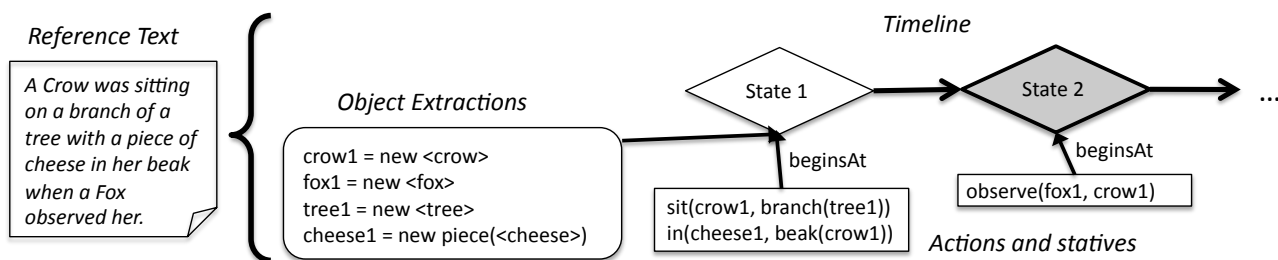 Reference Text
A Crow was sitting
on a branch of a
tree with a piece of
cheese in her beak
when a Fox
observed her.
Object Extractions
crow1 = new <crow>
fox1 = new <fox>
tree1 = new <tree>
cheese1 = new piece(<cheese>)
Timeline
State 1
State 2
...
beginsAt
beginsAt
sit(crow1, branch(tree1))
in(cheese1, beak(crow1))
observe(fox1, crow1)
Actions and statives